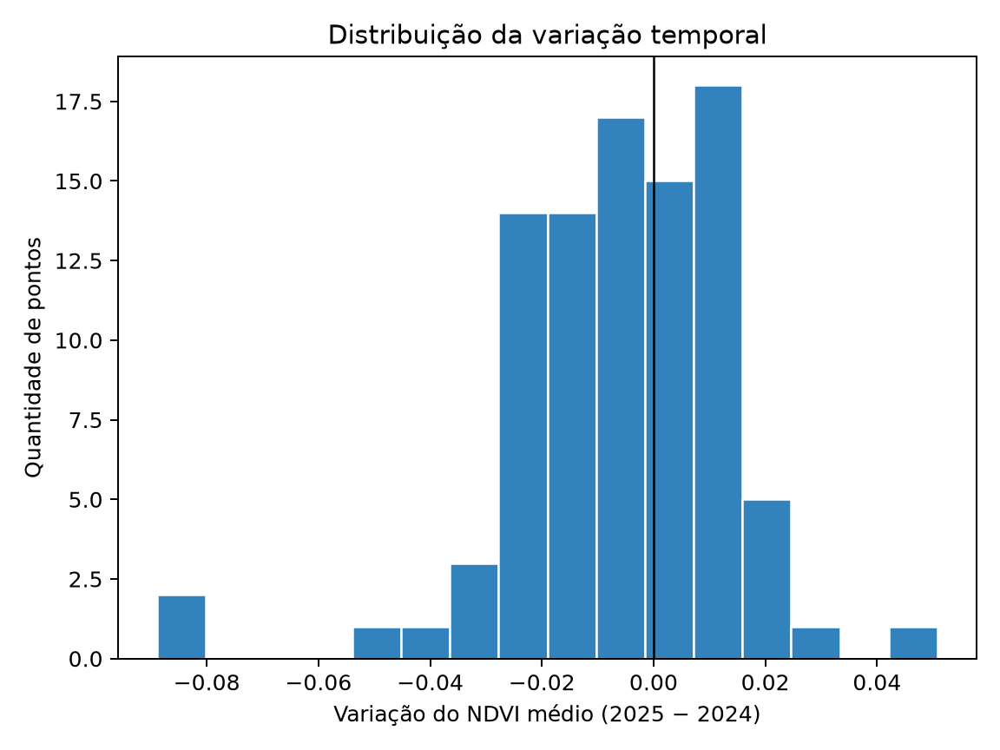 Distribuição da variação temporal
Quantidade de pontos
17.5
15.0
12.5
10.0
7.5
5.0
2.5
0.0
−0.08 −0.06 −0.04 −0.02 0.00 0.02 0.04
Variação do NDVI médio (2025 − 2024)